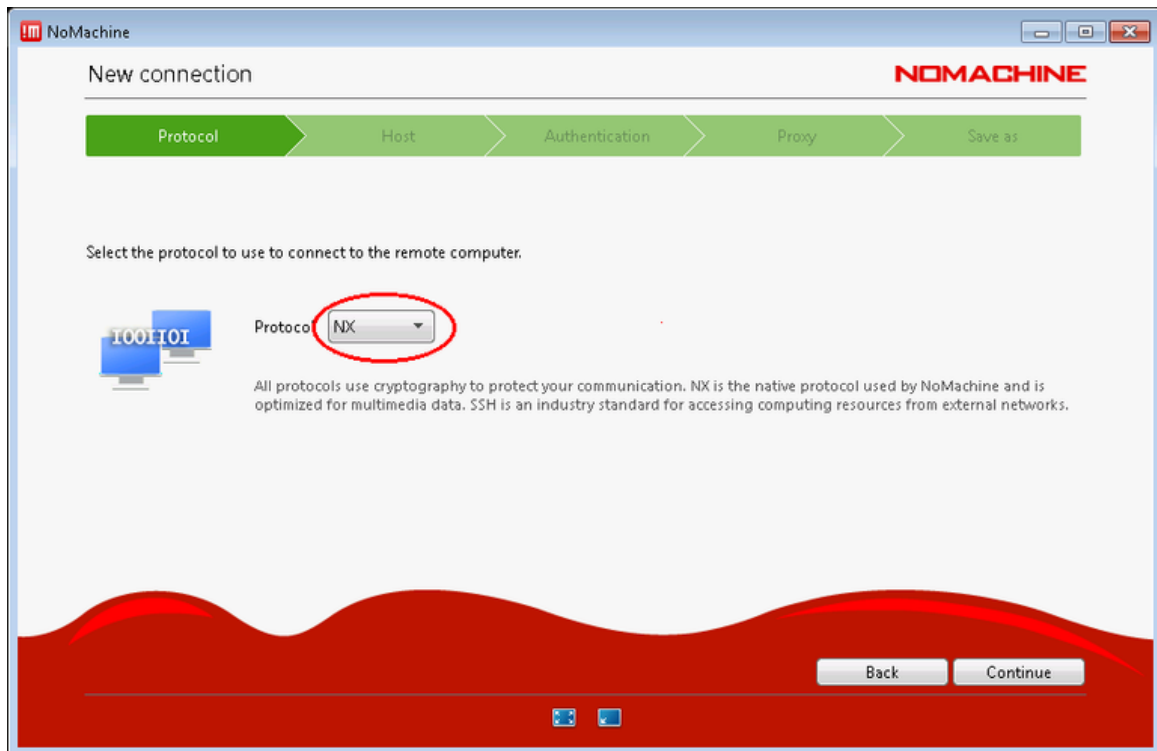 !m NoMachine
New connection
NOMACHINE
Protocol Host Authentication Proxy Save as
Select the protocol to use to connect to the remote computer.
IOOIIOI
Protocol NX
All protocols use cryptography to protect your communication. NX is the native protocol used by NoMachine and is
optimized for multimedia data. SSH is an industry standard for accessing computing resources from external networks.
Back Continue